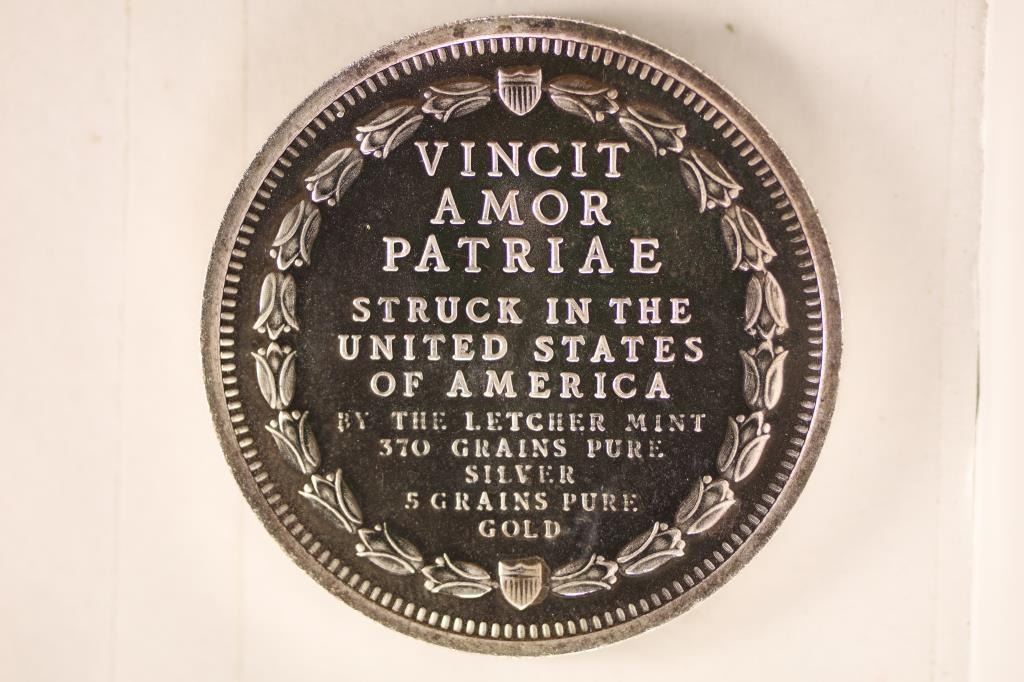 VINCIT
AMOR
PATRIAE
STRUCK IN THE
UNITED STATES
OF AMERICA
BY THE LETCHER MINT
370 GRAINS PURE
SILVER
5 GRAINS PURE
GOLD